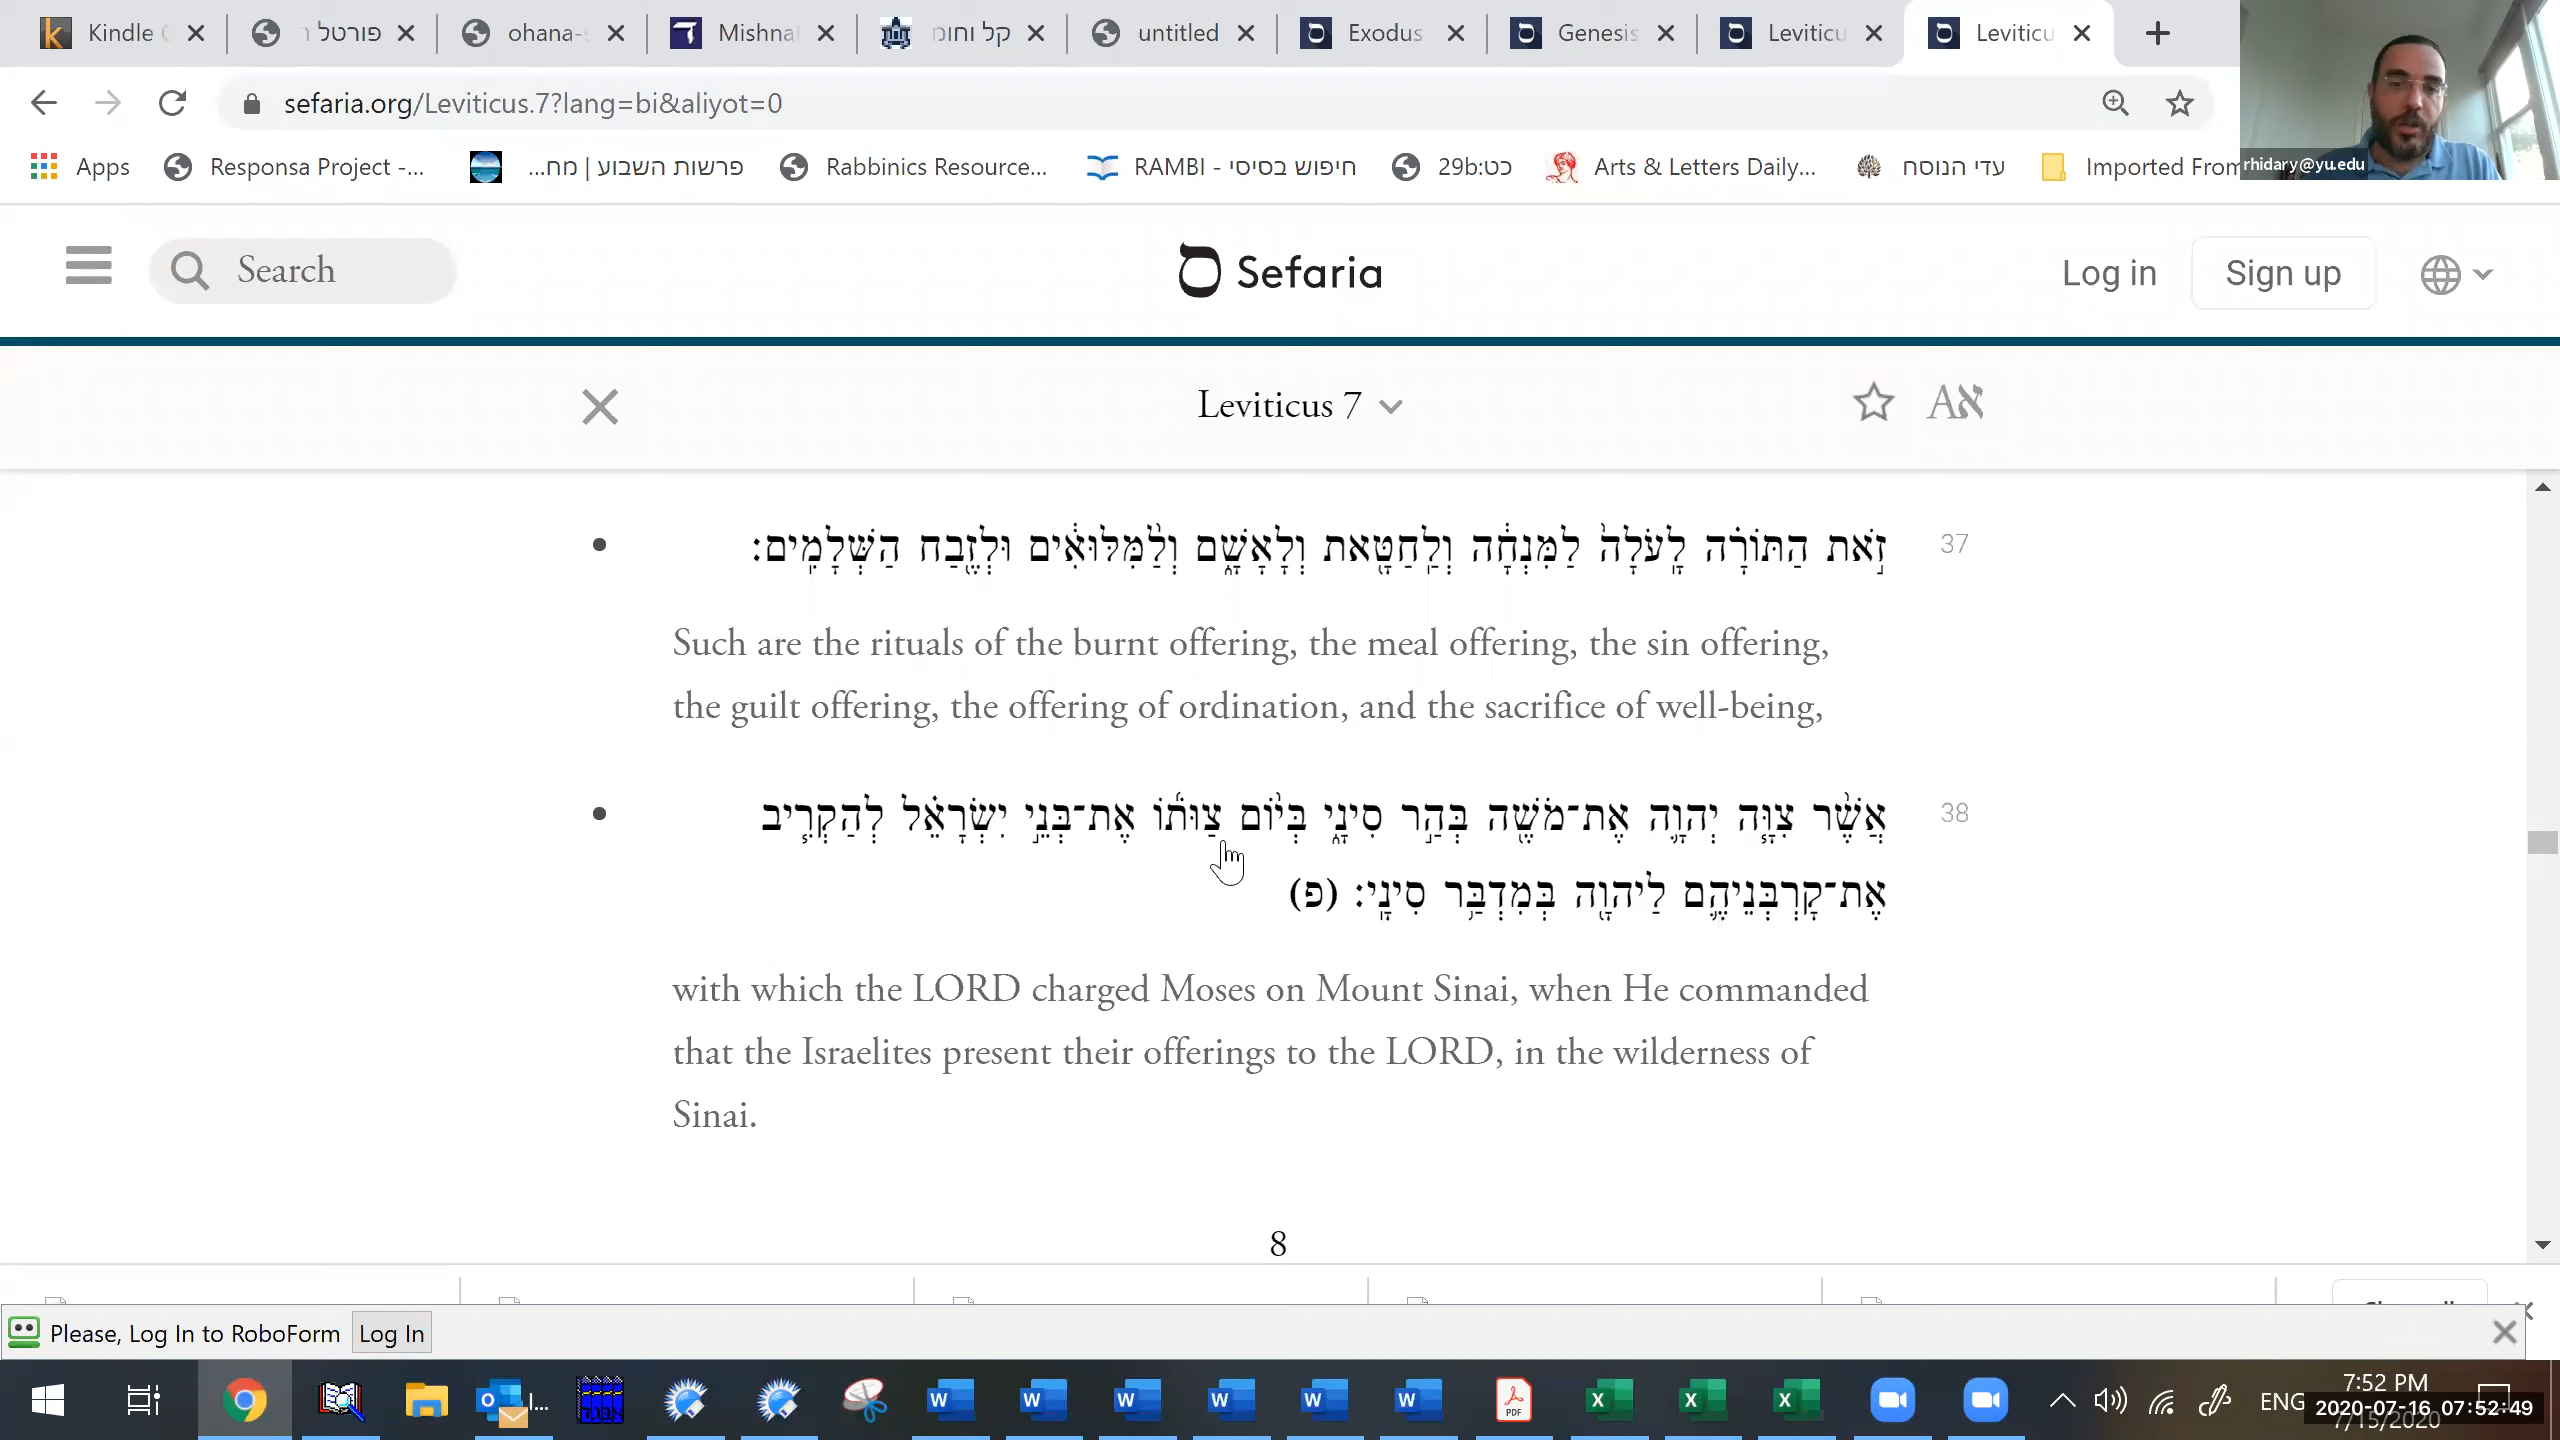 Kindle
פורטל
ohana-
Mishna
קל וחומ
untitled
Exodus
Genesis
Leviticu
Leviticu
sefaria.org/Leviticus.7?lang=bi&aliyot=0
Apps
Responsa Project -...
פרשות השבוע | מח...
Rabbinics Resource...
RAMBI - חיפוש בסיסי
כט:29b
Arts & Letters Daily...
עדי הנוסח
Imported From
rhidary@yu.edu
Search
Sefaria
Log in
Sign up
Leviticus 7
Aא
37
זֹ֣את הַתּוֹרָ֗ה לָֽעֹלָה֙ לַמִּנְחָ֔ה וְלַֽחַטָּ֖את וְלָאָשָׁ֑ם וְלַ֨מִּלּוּאִ֔ים וּלְזֶ֖בַח הַשְּׁלָמִֽים׃
Such are the rituals of the burnt offering, the meal offering, the sin offering,
the guilt offering, the offering of ordination, and the sacrifice of well-being,
38
אֲשֶׁ֨ר צִוָּ֧ה יְהוָ֛ה אֶת־מֹשֶׁ֖ה בְּהַ֣ר סִינָ֑י בְּי֨וֹם צַוֺּת֜וֹ אֶת־בְּנֵ֣י יִשְׂרָאֵ֗ל לְהַקְרִ֧יב
אֶת־קָרְבְּנֵיהֶ֛ם לַיהוָ֖ה בְּמִדְבַּ֥ר סִינָֽי׃ (פ)
with which the LORD charged Moses on Mount Sinai, when He commanded
that the Israelites present their offerings to the LORD, in the wilderness of
Sinai.
8
Please, Log In to RoboForm
Log In
ENG
7:52 PM
2020-07-16 07:52:49
7/15/2020